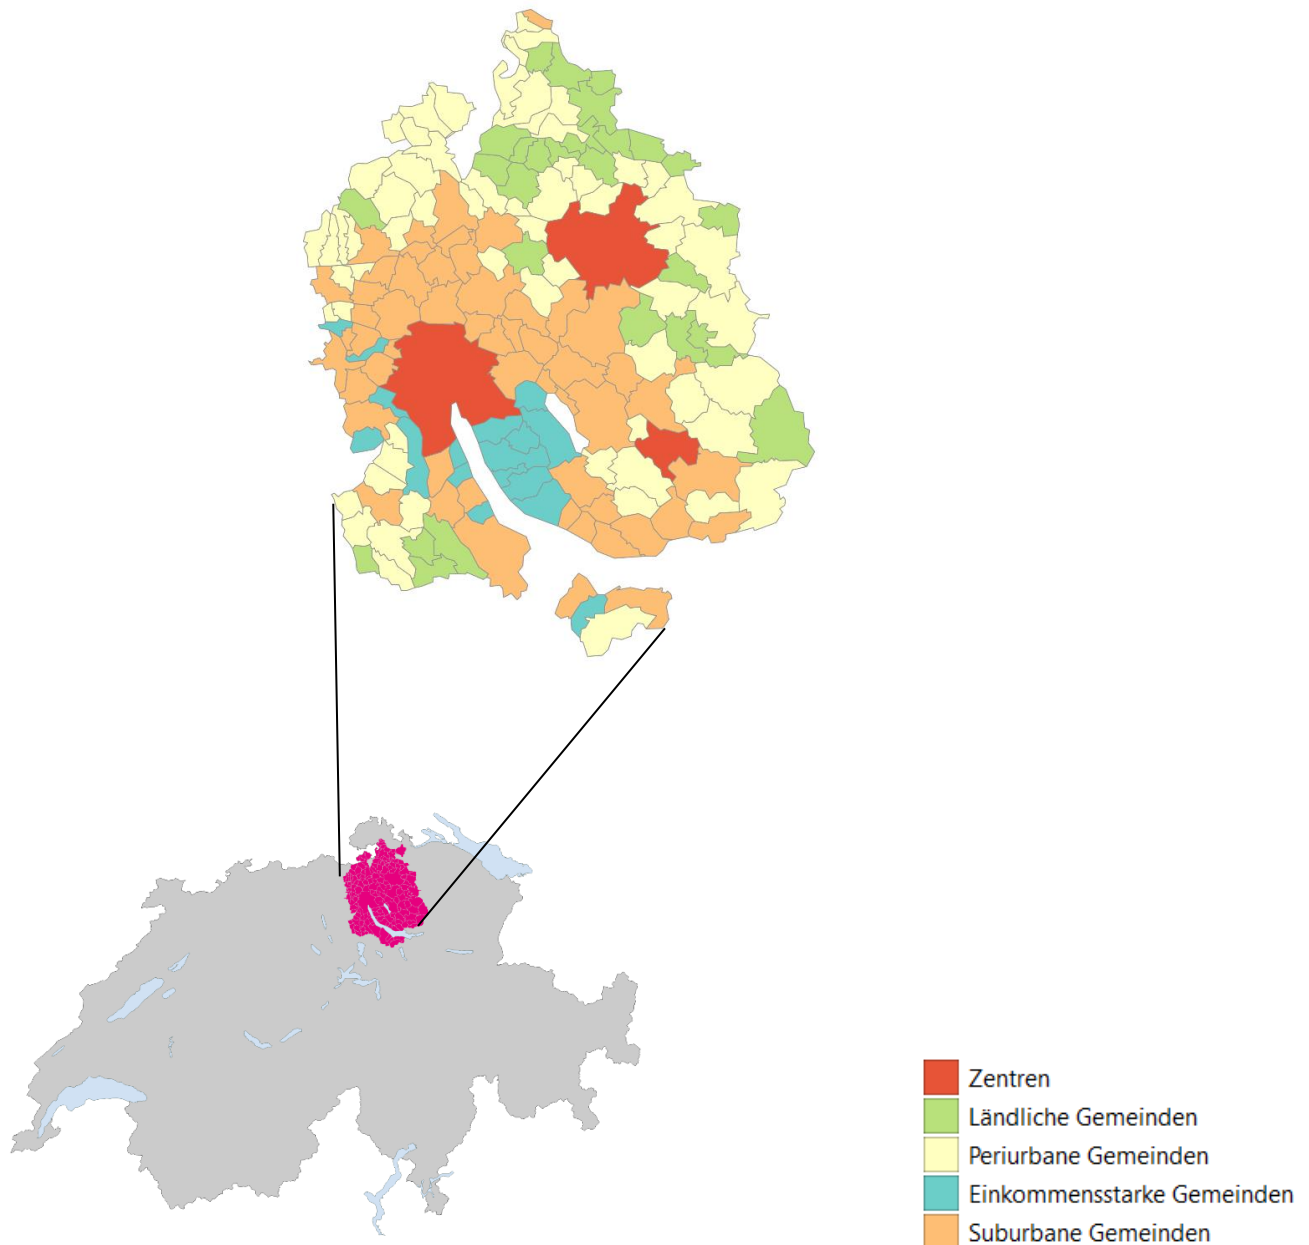 Zentren
Ländliche Gemeinden
Periurbane Gemeinden
Einkommensstarke Gemeinden
Suburbane Gemeinden